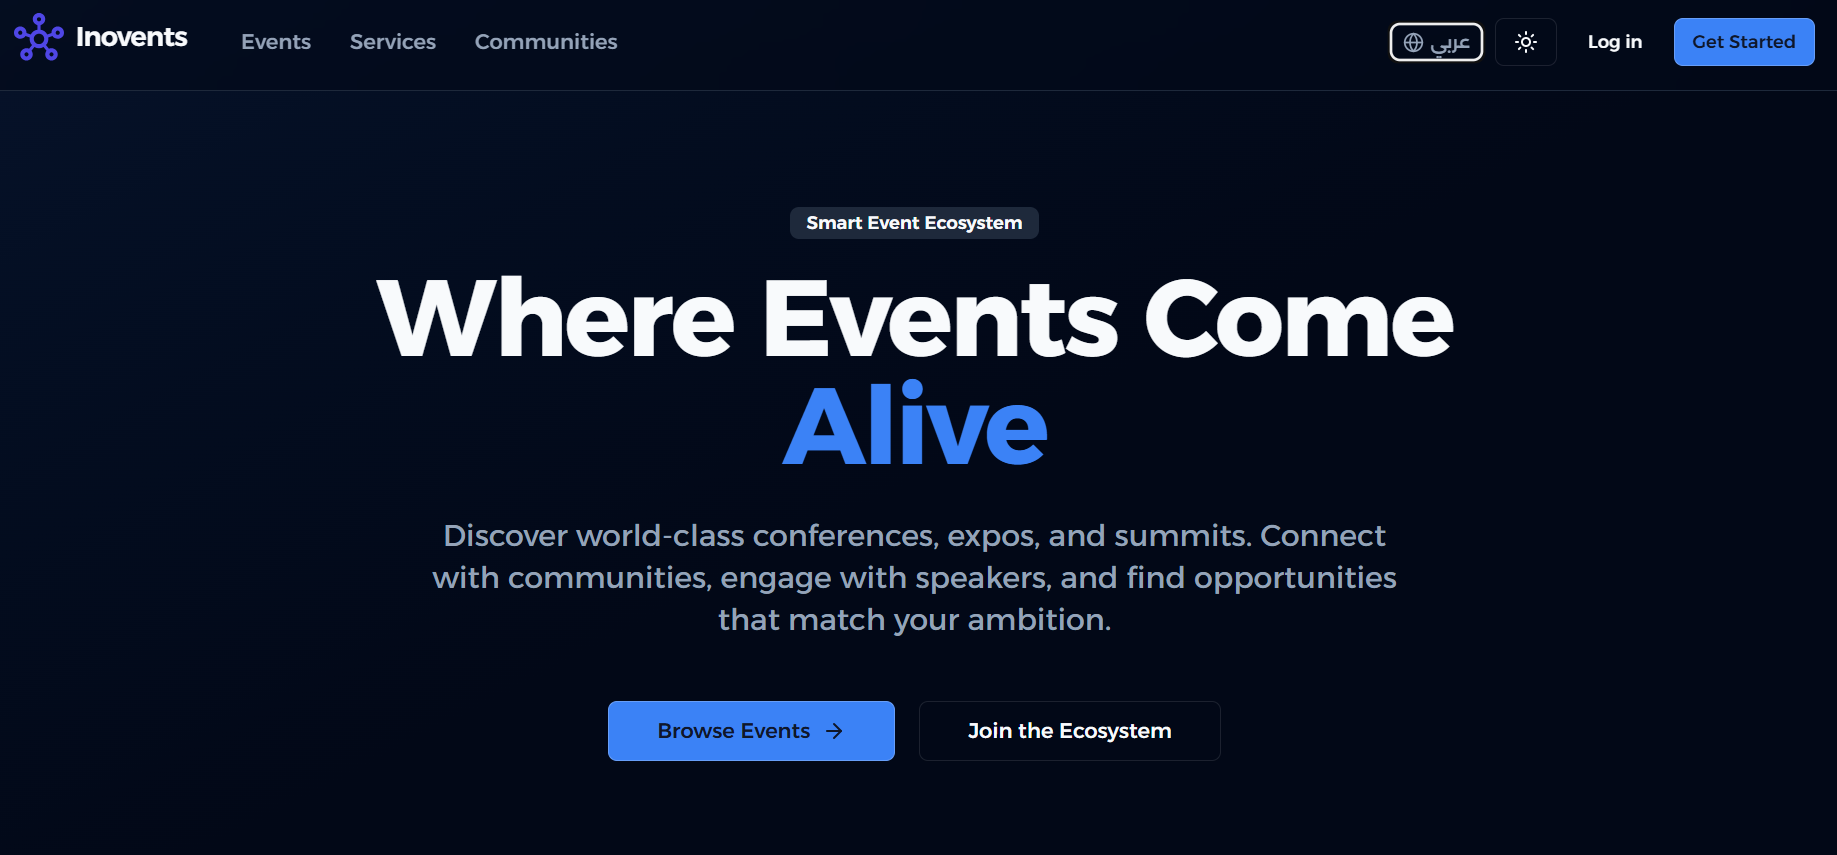 Inovents
Events
Services
Communities
عربي
Log in
Get Started
Smart Event Ecosystem
Where Events Come
Alive
Discover world-class conferences, expos, and summits. Connect
with communities, engage with speakers, and find opportunities
that match your ambition.
Browse Events →
Join the Ecosystem